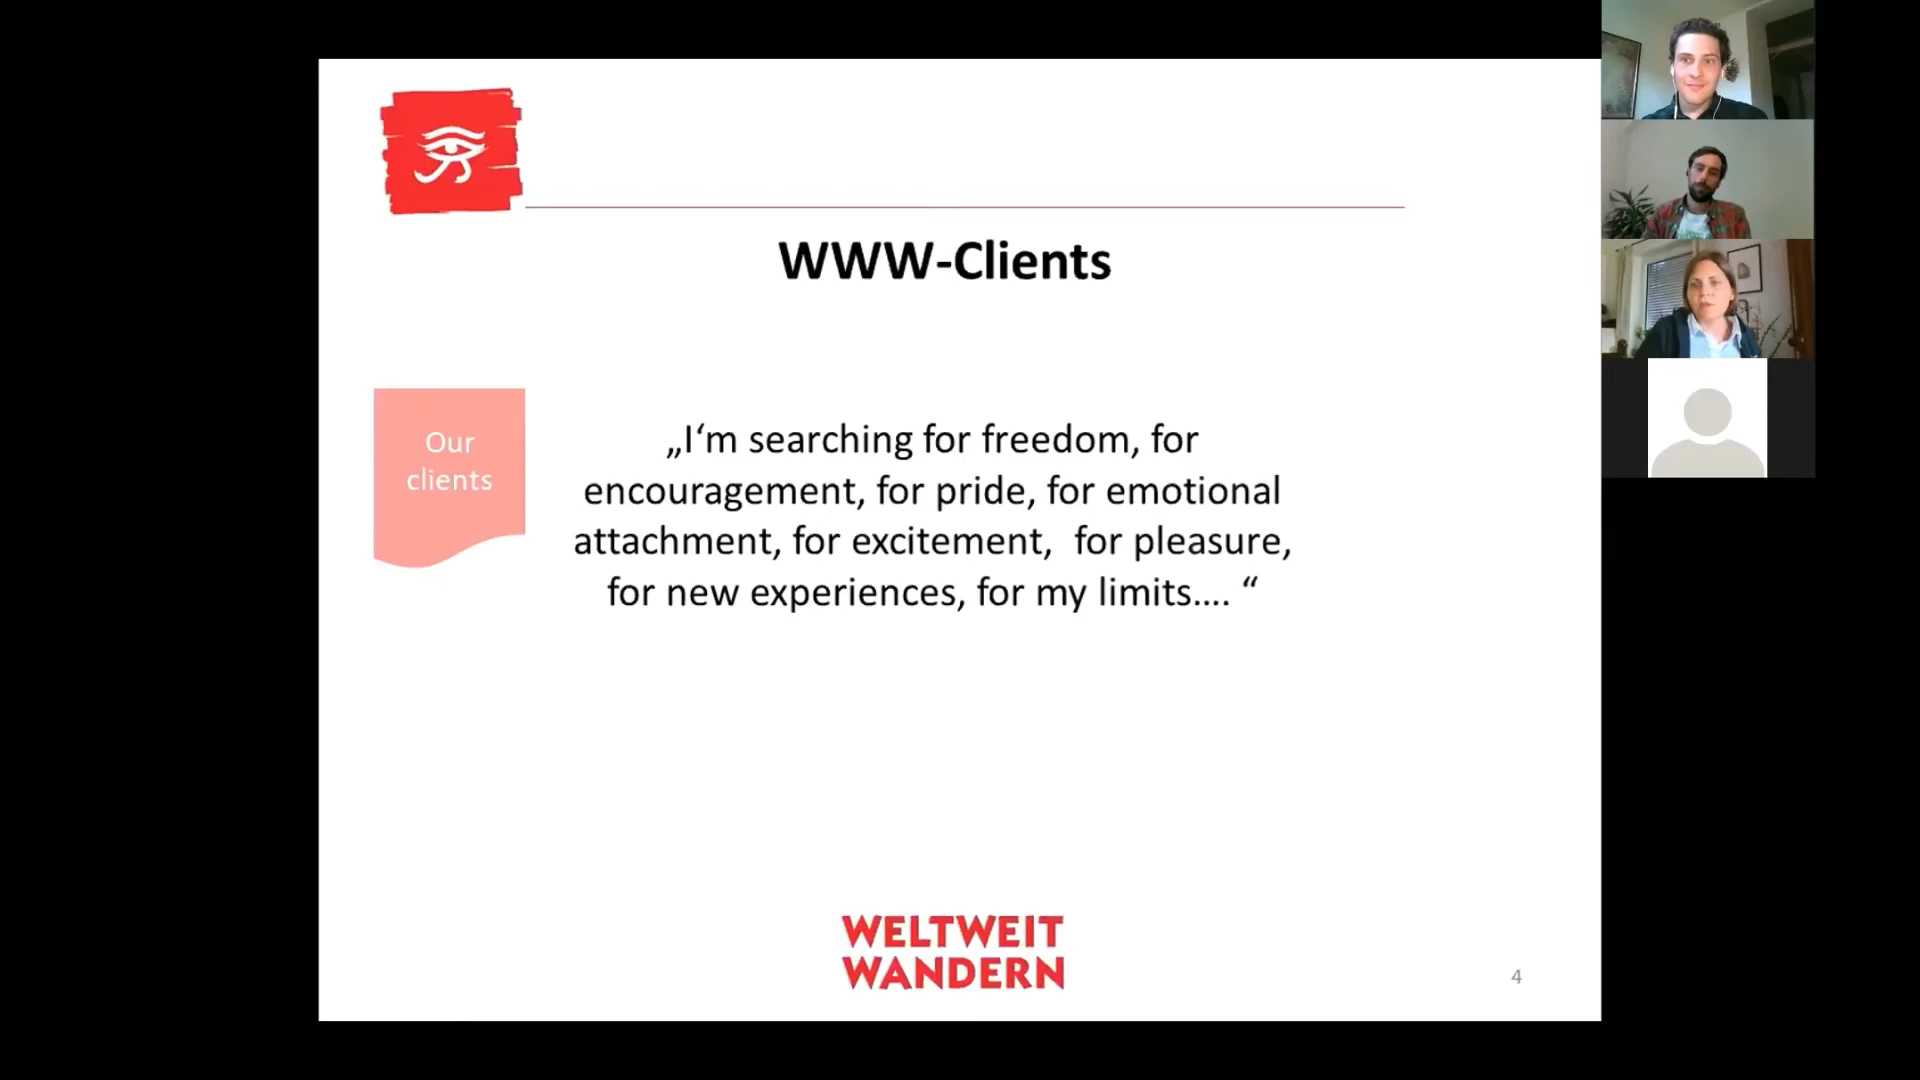 WWW-Clients
Our
clients
„I‘m searching for freedom, for
encouragement, for pride, for emotional
attachment, for excitement,  for pleasure,
for new experiences, for my limits.... “
WELTWEIT
WANDERN
4